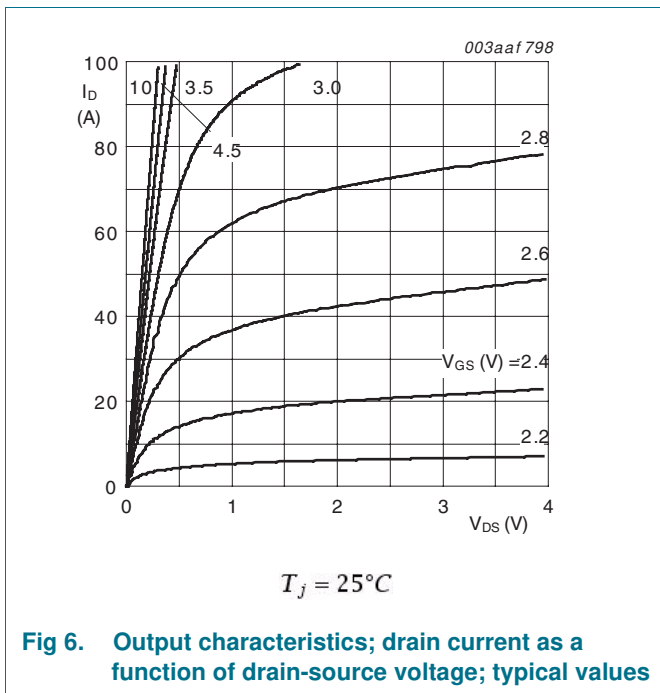 003aaf 798
100
I_D
(A)
80
60
40
20
0
10
3.5
3.0
4.5
2.8
2.6
V_GS (V) =2.4
2.2
0
1
2
3
4
V_DS (V)
T_j = 25°C
Fig 6. Output characteristics; drain current as a
function of drain-source voltage; typical values